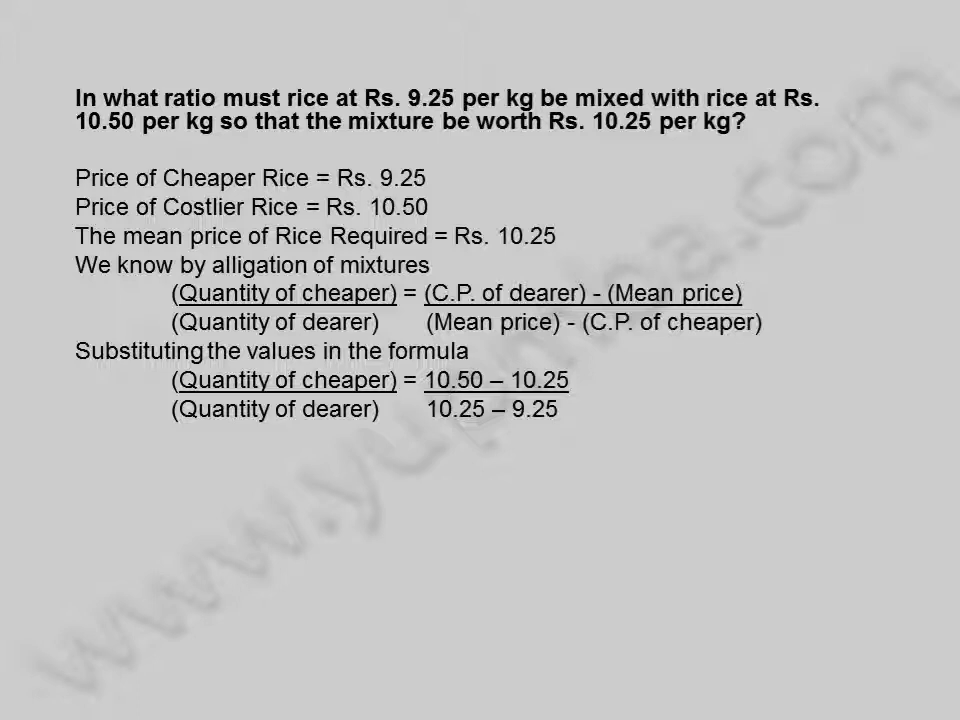 In what ratio must rice at Rs. 9.25 per kg be mixed with rice at Rs.
10.50 per kg so that the mixture be worth Rs. 10.25 per kg?
Price of Cheaper Rice = Rs. 9.25
Price of Costlier Rice = Rs. 10.50
The mean price of Rice Required = Rs. 10.25
We know by alligation of mixtures
(Quantity of cheaper) = (C.P. of dearer) - (Mean price)
(Quantity of dearer) (Mean price) - (C.P. of cheaper)
Substituting the values in the formula
(Quantity of cheaper) = 10.50 – 10.25
(Quantity of dearer) 10.25 – 9.25